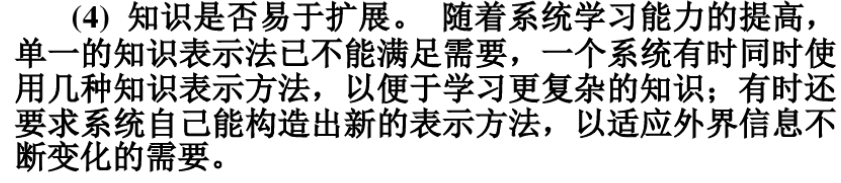 (4) 知识是否易于扩展。 随着系统学习能力的提高，
单一的知识表示法已不能满足需要，一个系统有时同时使
用几种知识表示方法，以便于学习更复杂的知识；有时还
要求系统自己能构造出新的表示方法，以适应外界信息不
断变化的需要。